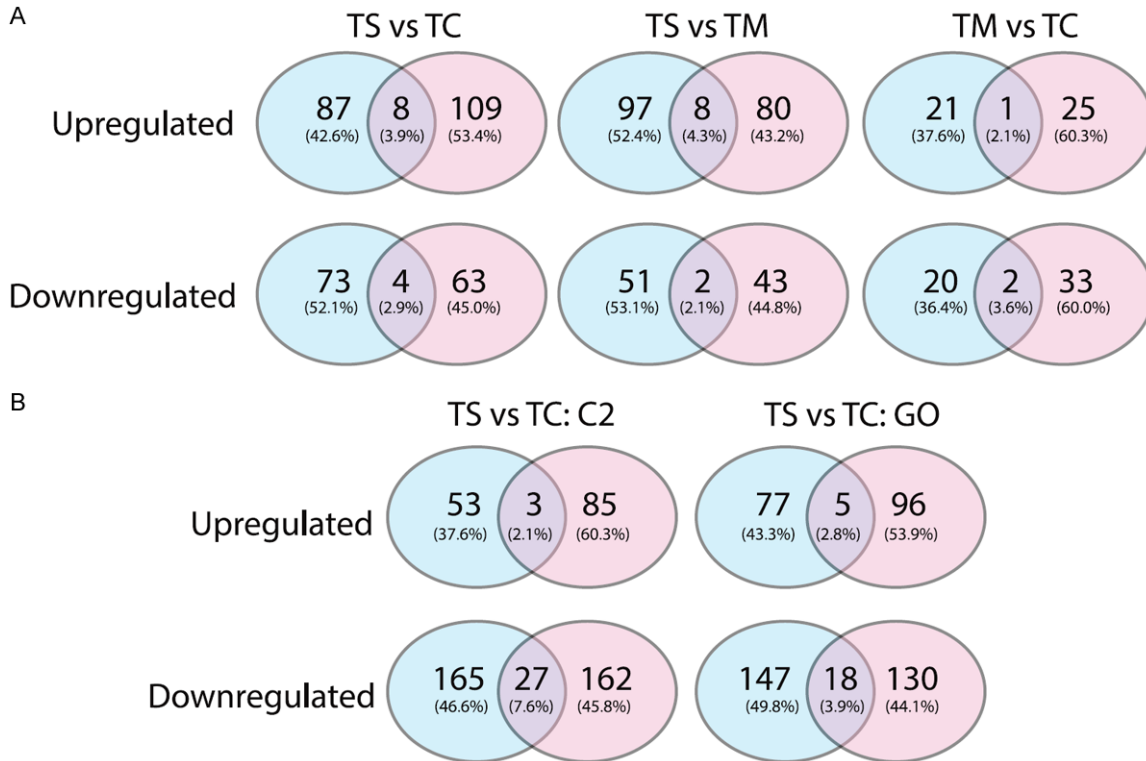 A
TS vs TC TS vs TM TM vs TC
Upregulated
87 8 109 97 8 80 21 1 25
(42.6%) (3.9%) (53.4%) (52.4%) (4.3%) (43.2%) (37.6%) (2.1%) (60.3%)
Downregulated
73 4 63 51 2 43 20 2 33
(52.1%) (2.9%) (45.0%) (53.1%) (2.1%) (44.8%) (36.4%) (3.6%) (60.0%)
B
TS vs TC: C2 TS vs TC: GO
Upregulated
53 3 85 77 5 96
(37.6%) (2.1%) (60.3%) (43.3%) (2.8%) (53.9%)
Downregulated
165 27 162 147 18 130
(46.6%) (7.6%) (45.8%) (49.8%) (3.9%) (44.1%)